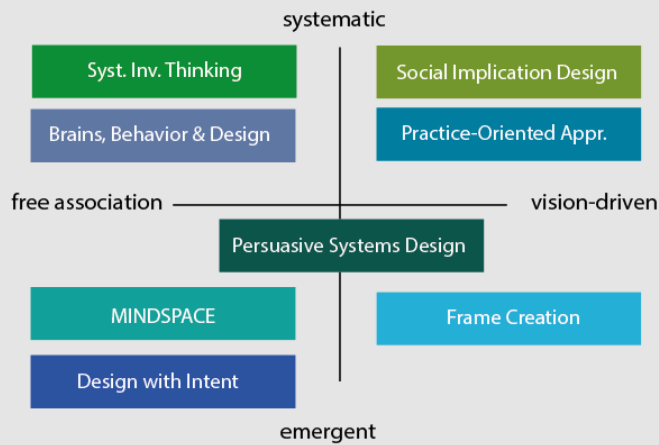 systematic
Syst. Inv. Thinking
Social Implication Design
Brains, Behavior & Design
Practice-Oriented Appr.
free association
vision-driven
Persuasive Systems Design
MINDSPACE
Frame Creation
Design with Intent
emergent